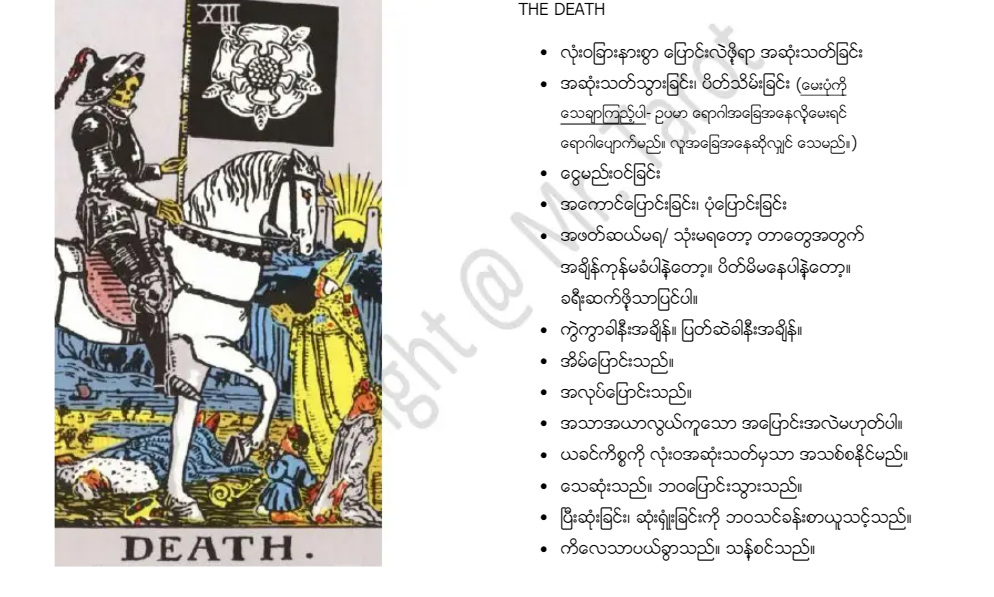 THE DEATH
XIII
• လုံးဝခြားနားစွာ ပြောင်းလဲဖို့ရာ အဆုံးသတ်ခြင်း
• အဆုံးသတ်သွားခြင်း၊ ပိတ်သိမ်းခြင်း (မေးပုံကို
သေချာကြည့်ပါ- ဥပမာ ရောဂါအခြေအနေလို့မေးရင်
ရောဂါပျောက်မည်။ လူအခြေအနေဆိုလျှင် သေမည်။)
• ငွေမည်းဝင်ခြင်း
• အကောင်ပြောင်းခြင်း၊ ပုံပြောင်းခြင်း
• အဖတ်ဆယ်မရ/ သုံးမရတော့ တာတွေအတွက်
အချိန်ကုန်မခံပါနဲ့တော့။ ပိတ်မိမနေပါနဲ့တော့။
ခရီးဆက်ဖို့သာပြင်ပါ။
• ကွဲကွာခါနီးအချိန်။ ပြတ်ဆဲခါနီးအချိန်။
• အိမ်ပြောင်းသည်။
• အလုပ်ပြောင်းသည်။
• အသာအယာလွယ်ကူသော အပြောင်းအလဲမဟုတ်ပါ။
• ယခင်ကိစ္စကို လုံးဝအဆုံးသတ်မှသာ အသစ်စနိုင်မည်။
• သေဆုံးသည်။ ဘဝပြောင်းသွားသည်။
• ပြီးဆုံးခြင်း၊ ဆုံးရှုံးခြင်းကို ဘဝသင်ခန်းစာယူသင့်သည်။
• ကိလေသာပယ်ခွာသည်။ သန့်စင်သည်။
DEATH.
ight @ Mr. Tarot